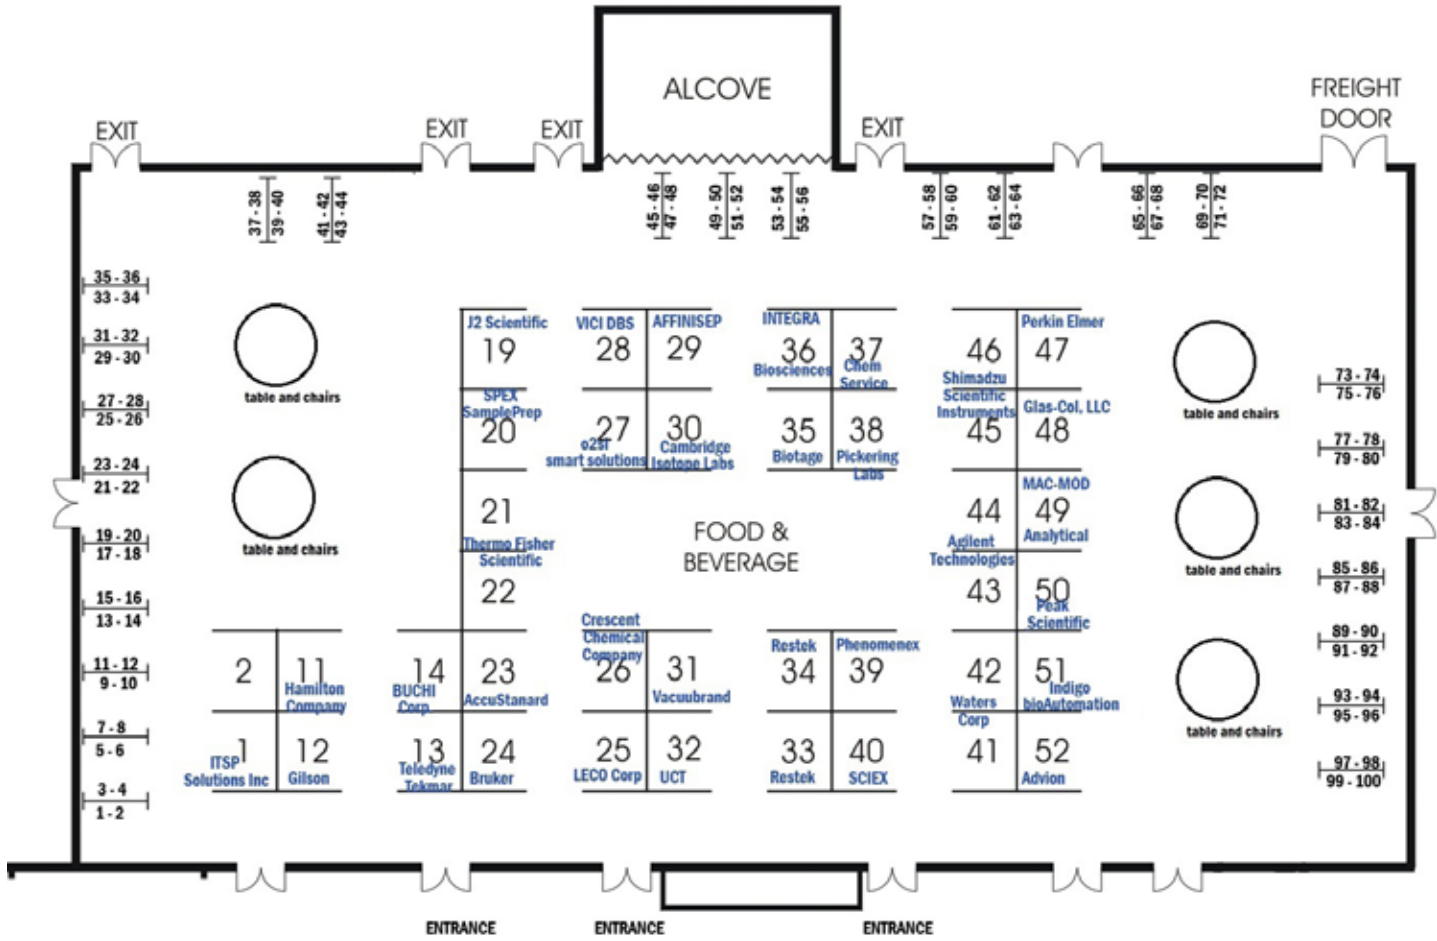 ALCOVE
FREIGHT
DOOR
EXIT
EXIT
EXIT
EXIT
37 - 38
39 - 40
41 - 42
43 - 44
45 - 46
47 - 48
49 - 50
51 - 52
53 - 54
55 - 56
57 - 58
59 - 60
61 - 62
63 - 64
65 - 66
67 - 68
69 - 70
71 - 72
35 - 36
33 - 34
31 - 32
29 - 30
27 - 28
25 - 26
23 - 24
21 - 22
19 - 20
17 - 18
15 - 16
13 - 14
11 - 12
9 - 10
7 - 8
5 - 6
3 - 4
1 - 2
table and chairs
table and chairs
J2 Scientific
19
SPEX
SamplePrep
20
21
Thermo Fisher
Scientific
22
VICI DBS
28
AFFINISEP
29
27
o2si
smart solutions
30
Cambridge
Isotope Labs
INTEGRA
36
Biosciences
37
Chem
Service
35
Biotage
38
Pickering
Labs
46
Shimadzu
Scientific
Instruments
45
Perkin Elmer
47
Glas-Col, LLC
48
44
Agilent
Technologies
43
MAC-MOD
49
Analytical
50
Peak
Scientific
FOOD &
BEVERAGE
2
11
Hamilton
Company
1
ITSP
Solutions Inc
12
Gilson
14
BUCHI
Corp
23
AccuStanard
13
Teledyne
Tekmar
24
Bruker
Crescent
Chemical
Company
26
31
Vacuubrand
25
LECO Corp
32
UCT
Restek
34
Phenomenex
39
33
Restek
40
SCIEX
42
Waters
Corp
41
51
Indigo
bioAutomation
52
Advion
table and chairs
table and chairs
table and chairs
73 - 74
75 - 76
77 - 78
79 - 80
81 - 82
83 - 84
85 - 86
87 - 88
89 - 90
91 - 92
93 - 94
95 - 96
97 - 98
99 - 100
ENTRANCE
ENTRANCE
ENTRANCE